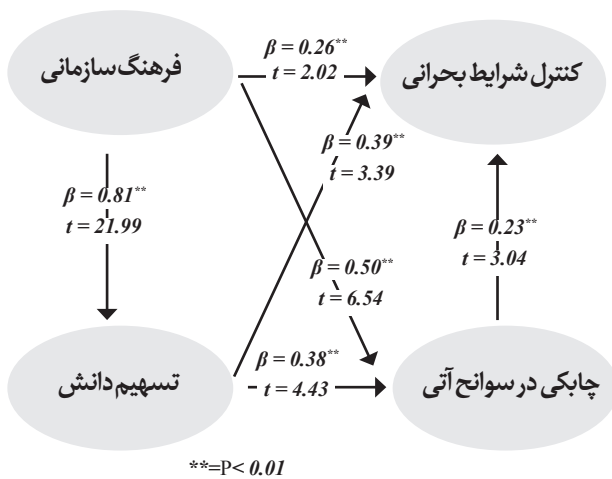 فرهنگ سازمانی
β = 0.26**
t = 2.02
کنترل شرایط بحرانی
β = 0.39**
t = 3.39
β = 0.81**
t = 21.99
β = 0.23**
t = 3.04
β = 0.50**
t = 6.54
تسهیم دانش
β = 0.38**
t = 4.43
چابکی در سوانح آتی
**=P< 0.01